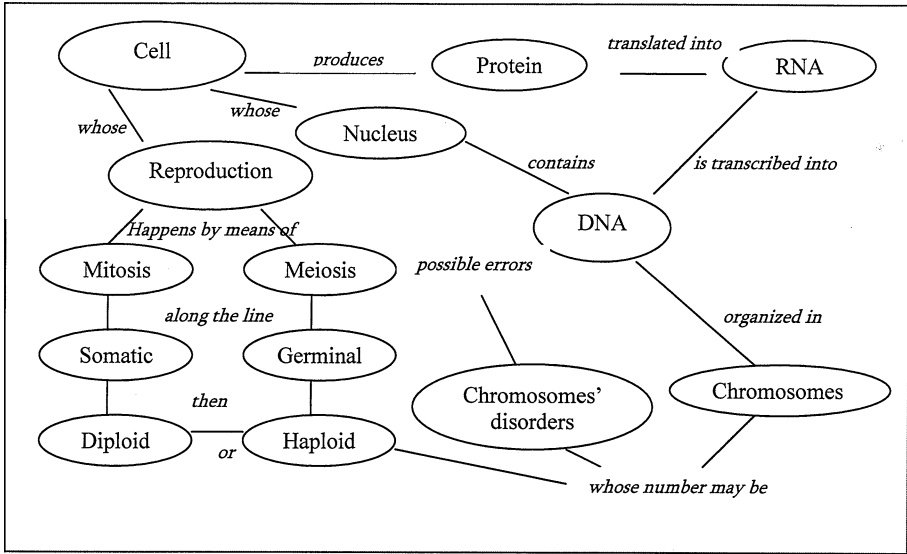 Cell
produces
Protein
translated into
RNA
whose
whose
Nucleus
Reproduction
contains
is transcribed into
DNA
Happens by means of
Mitosis
Meiosis
possible errors
along the line
organized in
Somatic
Germinal
Chromosomes’
disorders
Chromosomes
then
Diploid
or
Haploid
whose number may be